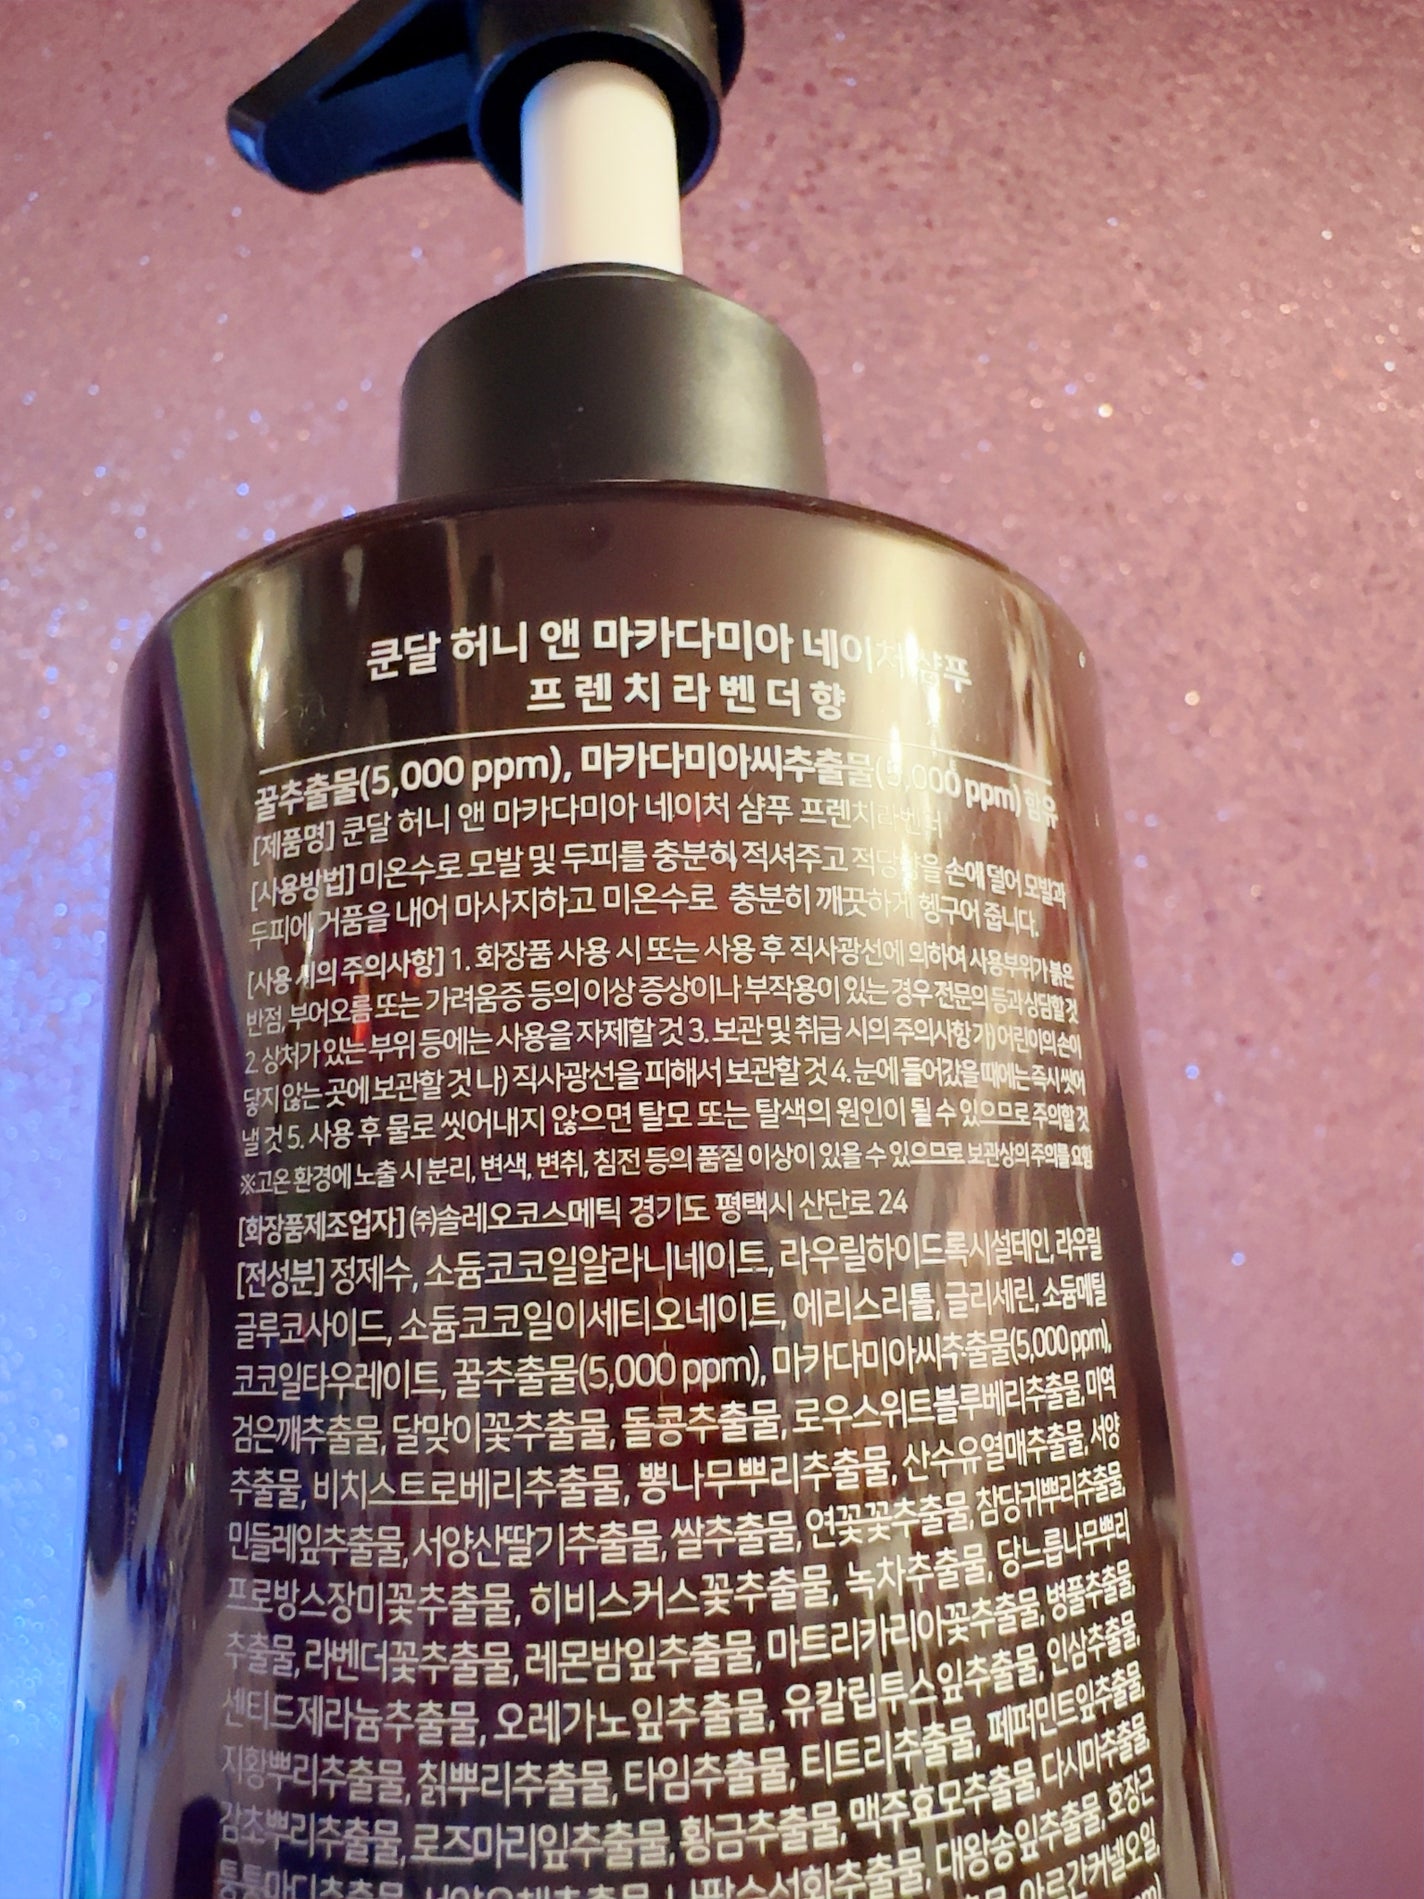 쿤달 허니 앤 마카다미아 네이처 샴푸
프렌치라벤더향
꿀추출물(5,000 ppm), 마카다미아씨추출물(5,000 ppm) 함유
[제품명] 쿤달 허니 앤 마카다미아 네이처 샴푸 프렌치라벤더
[사용방법] 미온수로 모발 및 두피를 충분히 적셔주고 적당량을 손에 덜어 모발과
두피에 거품을 내어 마사지하고 미온수로 충분히 깨끗하게 헹구어 줍니다.
[사용 시의 주의사항] 1. 화장품 사용 시 또는 사용 후 직사광선에 의하여 사용부위가 붉은
반점, 부어오름 또는 가려움증 등의 이상 증상이나 부작용이 있는 경우 전문의 등과 상담할 것
2. 상처가 있는 부위 등에는 사용을 자제할 것 3. 보관 및 취급 시의 주의사항 가) 어린이의 손이
닿지 않는 곳에 보관할 것 나) 직사광선을 피해서 보관할 것 4. 눈에 들어갔을 때에는 즉시 씻어
낼 것 5. 사용 후 물로 씻어내지 않으면 탈모 또는 탈색의 원인이 될 수 있으므로 주의할 것
※고온 환경에 노출 시 분리, 변색, 변취, 침전 등의 품질 이상이 있을 수 있으므로 보관상의 주의를 요함
[화장품제조업자] ㈜솔레오코스메틱 경기도 평택시 산단로 24
[전성분] 정제수, 소듐코코일알라니네이트, 라우릴하이드록시설테인, 라우릴
글루코사이드, 소듐코코일이세티오네이트, 에리스리톨, 글리세린, 소듐메틸
코코일타우레이트, 꿀추출물(5,000 ppm), 마카다미아씨추출물(5,000 ppm),
검은깨추출물, 달맞이꽃추출물, 돌콩추출물, 로우스위트블루베리추출물, 미역
추출물, 비치스트로베리추출물, 뽕나무뿌리추출물, 산수유열매추출물, 서양
민들레잎추출물, 서양산딸기추출물, 쌀추출물, 연꽃꽃추출물, 참당귀뿌리추출물,
프로방스장미꽃추출물, 히비스커스꽃추출물, 녹차추출물, 당느릅나무뿌리
추출물, 라벤더꽃추출물, 레몬밤잎추출물, 마트리카리아꽃추출물, 병풀추출물,
센티드제라늄추출물, 오레가노잎추출물, 유칼립투스잎추출물, 인삼추출물,
지황뿌리추출물, 칡뿌리추출물, 타임추출물, 티트리추출물, 페퍼민트잎추출물,
감초뿌리추출물, 로즈마리잎추출물, 황금추출물, 맥주효모추출물, 다시마추출물,
퉁퉁마디추출물, 대왕송잎추출물, 호장근
아르간커넬오일,